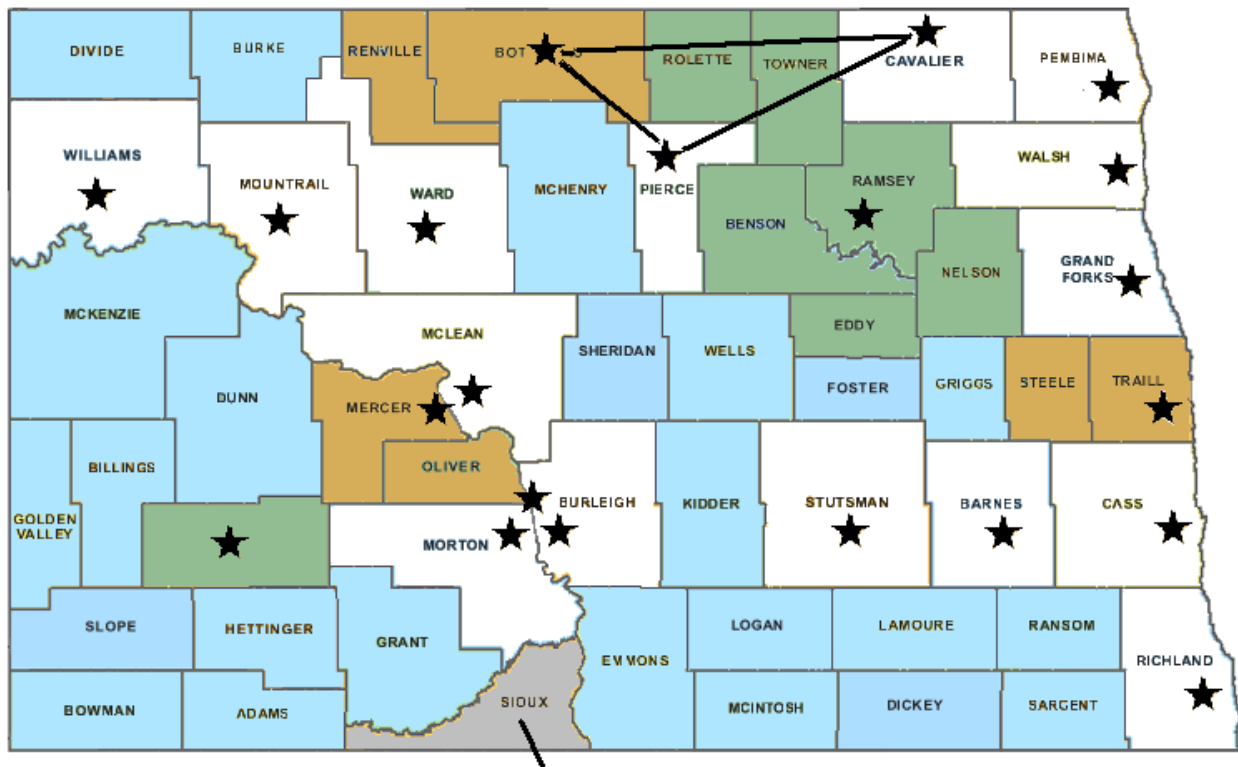 DIVIDE
BURKE
RENVILLE
ROLETTE
TOWNER
CAVALIER
PEMBIMA
WILLIAMS
MOUNTRAIL
WARD
MCHENRY
PIERCE
RAMSEY
WALSH
BENSON
NELSON
GRAND
FORKS
MCKENZIE
MCLEAN
SHERIDAN
WELLS
EDDY
FOSTER
GRIGGS
STEELE
TRAILL
DUNN
MERCER
OLIVER
BILLINGS
GOLDEN
VALLEY
BURLEIGH
KIDDER
STUTSMAN
BARNES
CASS
MORTON
SLOPE
HETTINGER
GRANT
EMMONS
LOGAN
LAMOURE
RANSOM
RICHLAND
BOWMAN
ADAMS
SIOUX
MCINTOSH
DICKEY
SARGENT